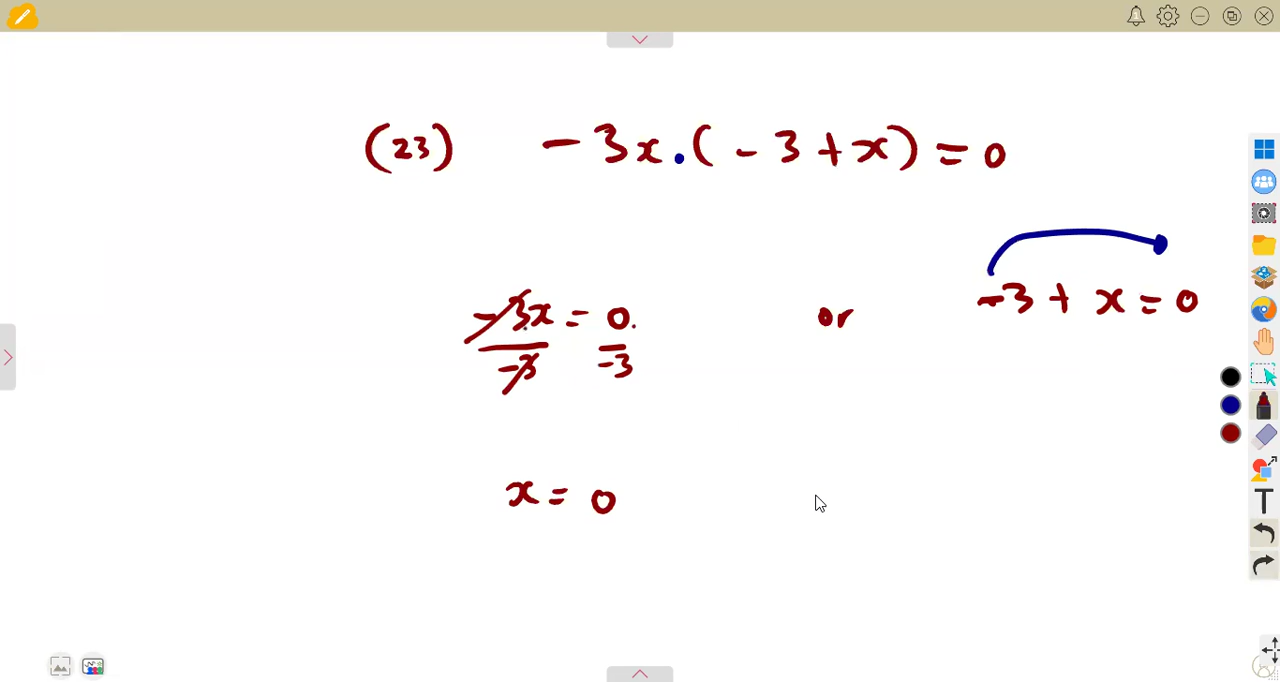 (23) -3x·(-3+x)=0
-3x = 0. or -3 + x = 0
-3 -3
x = 0
T